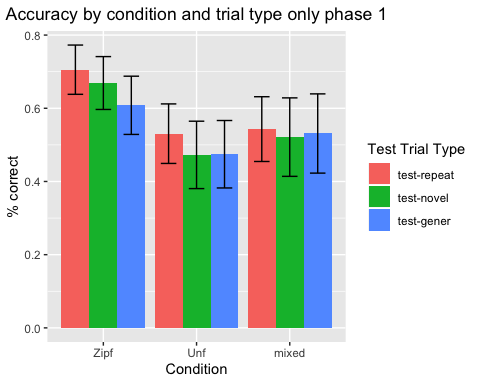 Accuracy by condition and trial type only phase 1
% correct
0.8
0.6
0.4
0.2
0.0
Zipf
Unf
mixed
Condition
Test Trial Type
test-repeat
test-novel
test-gener